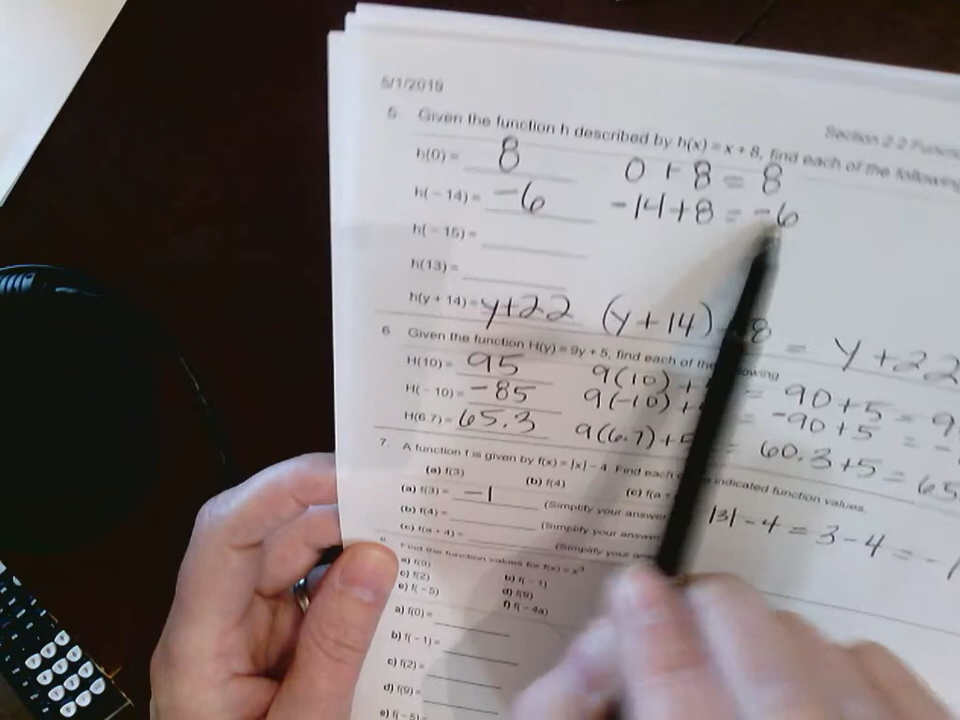 5/1/2019
Section 2.2
5. Given the function h described by h(x) = x + 8, find each of the following
h(0) = 8 0 + 8 = 8
h(-14) = -6 -14+8 = -6
h(-15) =
h(13) =
h(y + 14) = y+22 (y+14) 8 = y+22
6. Given the function H(y) = 9y + 5, find each of the following
H(10) = 95 9(10) + = 90+5 = 9
H(-10) = -85 9(-10)+ = -90+5 = -
H(6.7) = 65.3 9(6.7)+5 = 60.3+5 = 65
7. A function f is given by f(x) = |x| - 4. Find each indicated function values.
(a) f(3) (b) f(4) (c) f(a
(a) f(3) = -1 (Simplify your answer |3|-4 = 3-4 = -1
(b) f(4) = (Simplify your answer
(c) f(a + 4) = (Simplify your ans
8. Find the function values for f(x) = x³
a) f(0) b) f(-1)
c) f(2) d) f(9)
e) f(-5) f) f(-4a)
a) f(0) =
b) f(-1) =
c) f(2) =
d) f(9) =
e) f(-5) =